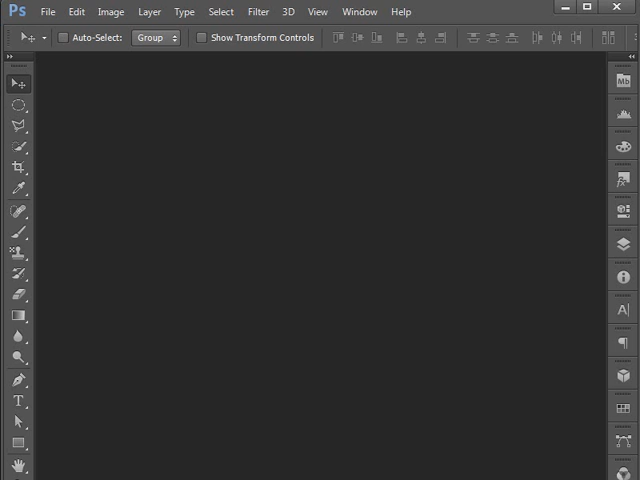 Ps File Edit Image Layer Type Select Filter 3D View Window Help
Auto-Select: Group Show Transform Controls
Mb
fx
A
T